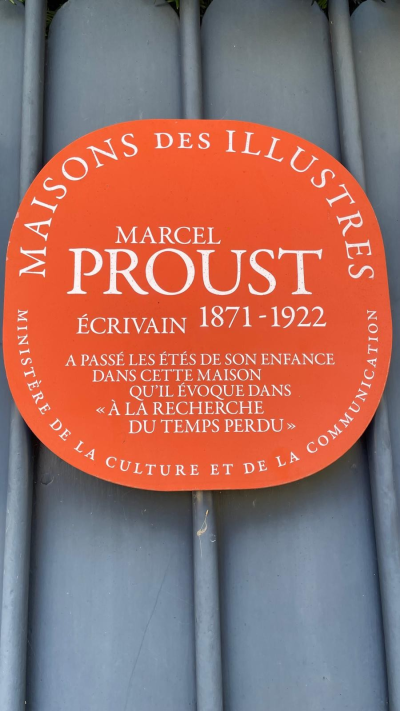 MAISONS DES ILLUSTRES
MARCEL
PROUST
ÉCRIVAIN 1871-1922
A PASSÉ LES ÉTÉS DE SON ENFANCE
DANS CETTE MAISON
QU'IL ÉVOQUE DANS
« À LA RECHERCHE
DU TEMPS PERDU »
MINISTÈRE DE LA CULTURE ET DE LA COMMUNICATION